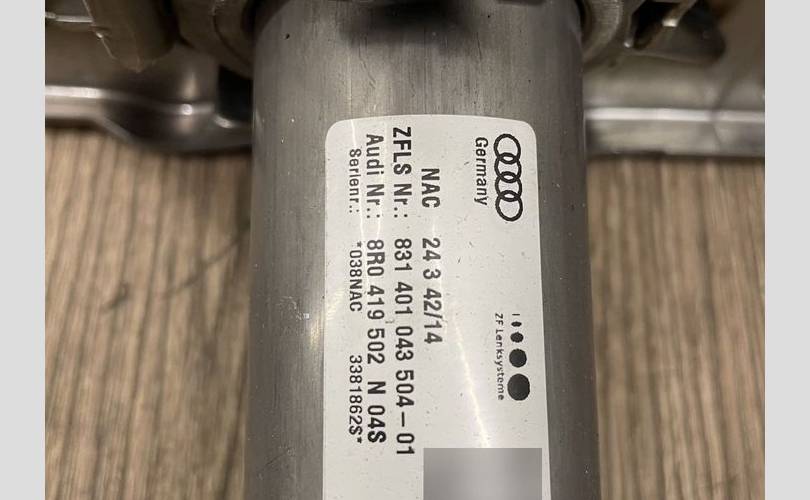 Germany
ZF Lenksysteme
NAC 24 3 42/14
ZFLS Nr.: 831 401 043 504-01
Audi Nr.: 8R0 419 502 N 04S
Serienr.: *038NAC 3381862S*